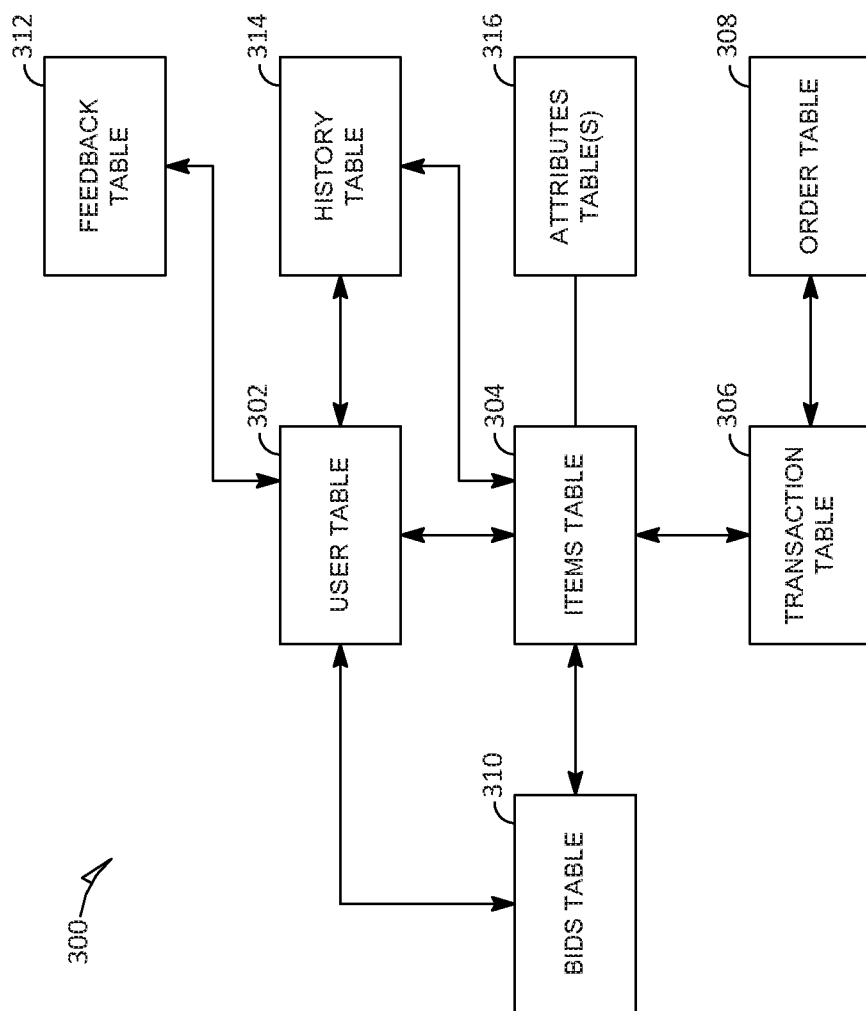 300
312
FEEDBACK
TABLE
302
USER TABLE
314
HISTORY
TABLE
310
BIDS TABLE
304
ITEMS TABLE
316
ATTRIBUTES
TABLE(S)
306
TRANSACTION
TABLE
308
ORDER TABLE